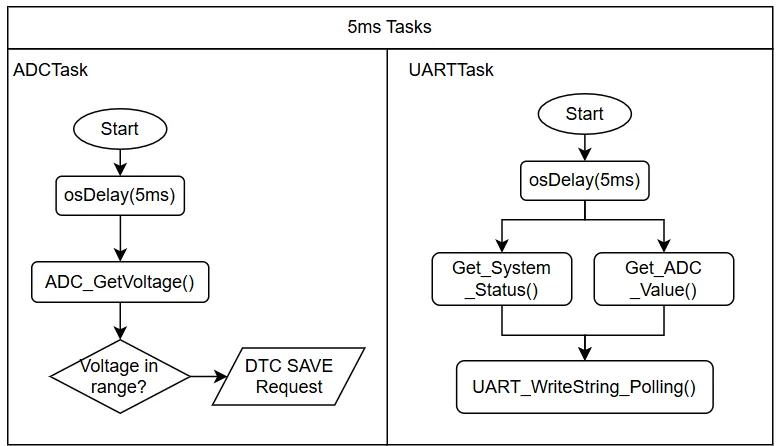 5ms Tasks
ADCTask
Start
osDelay(5ms)
ADC_GetVoltage()
Voltage in
range?
DTC SAVE
Request
UARTTask
Start
osDelay(5ms)
Get_System
_Status()
Get_ADC
_Value()
UART_WriteString_Polling()